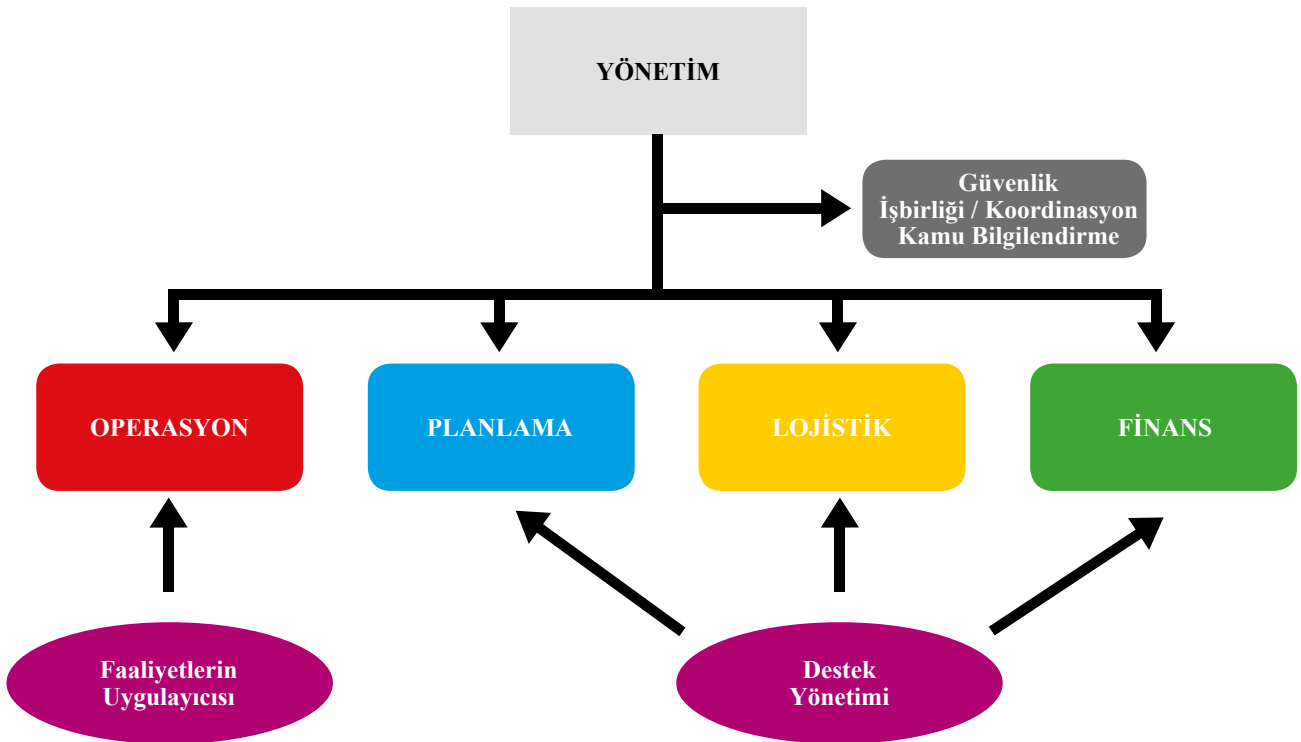 YÖNETİM
Güvenlik
İşbirliği / Koordinasyon
Kamu Bilgilendirme
OPERASYON
PLANLAMA
LOJİSTİK
FİNANS
Faaliyetlerin
Uygulayıcısı
Destek
Yönetimi